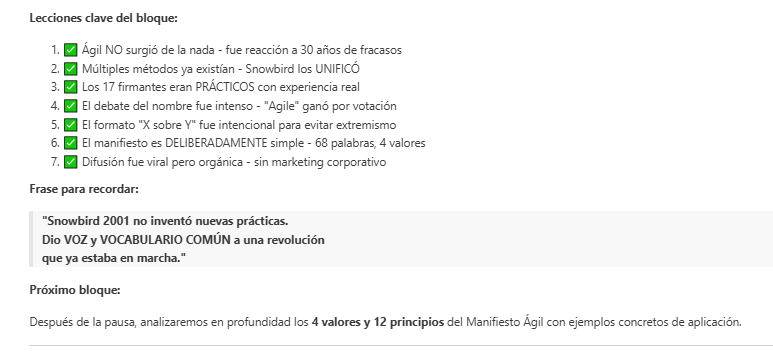 Lecciones clave del bloque:
1. ✅ Ágil NO surgió de la nada - fue reacción a 30 años de fracasos
2. ✅ Múltiples métodos ya existían - Snowbird los UNIFICÓ
3. ✅ Los 17 firmantes eran PRÁCTICOS con experiencia real
4. ✅ El debate del nombre fue intenso - "Agile" ganó por votación
5. ✅ El formato "X sobre Y" fue intencional para evitar extremismo
6. ✅ El manifiesto es DELIBERADAMENTE simple - 68 palabras, 4 valores
7. ✅ Difusión fue viral pero orgánica - sin marketing corporativo
Frase para recordar:
"Snowbird 2001 no inventó nuevas prácticas.
Dio VOZ y VOCABULARIO COMÚN a una revolución
que ya estaba en marcha."
Próximo bloque:
Después de la pausa, analizaremos en profundidad los 4 valores y 12 principios del Manifiesto Ágil con ejemplos concretos de aplicación.